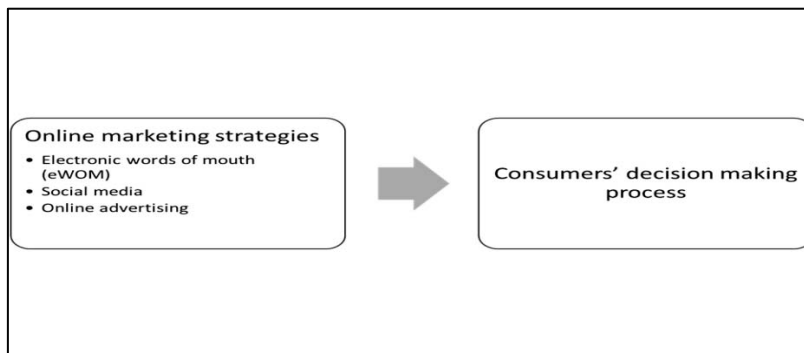 Online marketing strategies
• Electronic words of mouth
(eWOM)
• Social media
• Online advertising
Consumers’ decision making
process